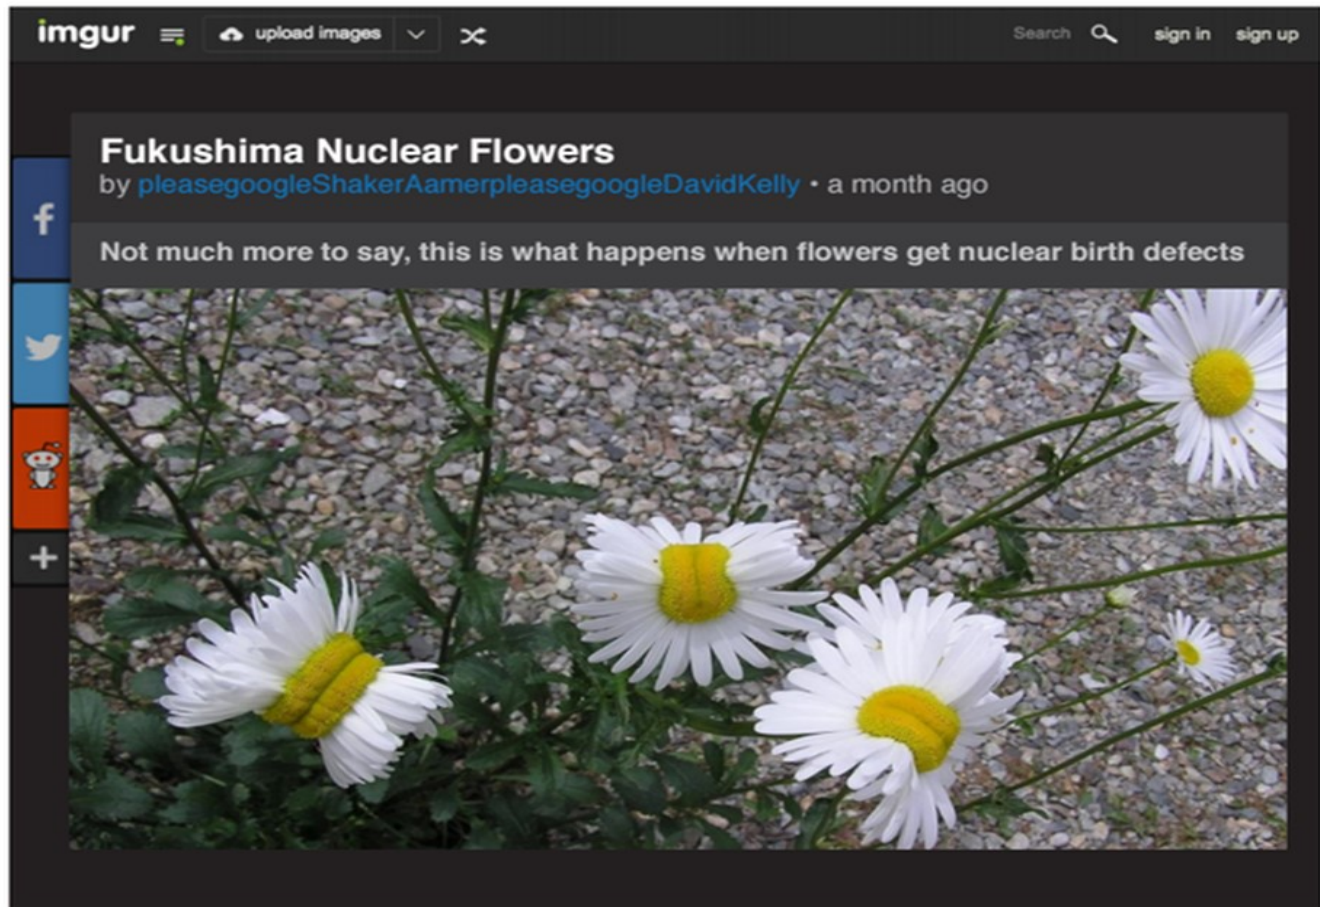 imgur upload images Search sign in sign up
Fukushima Nuclear Flowers
by pleasegoogleShakerAamerpleasegoogleDavidKelly • a month ago
Not much more to say, this is what happens when flowers get nuclear birth defects